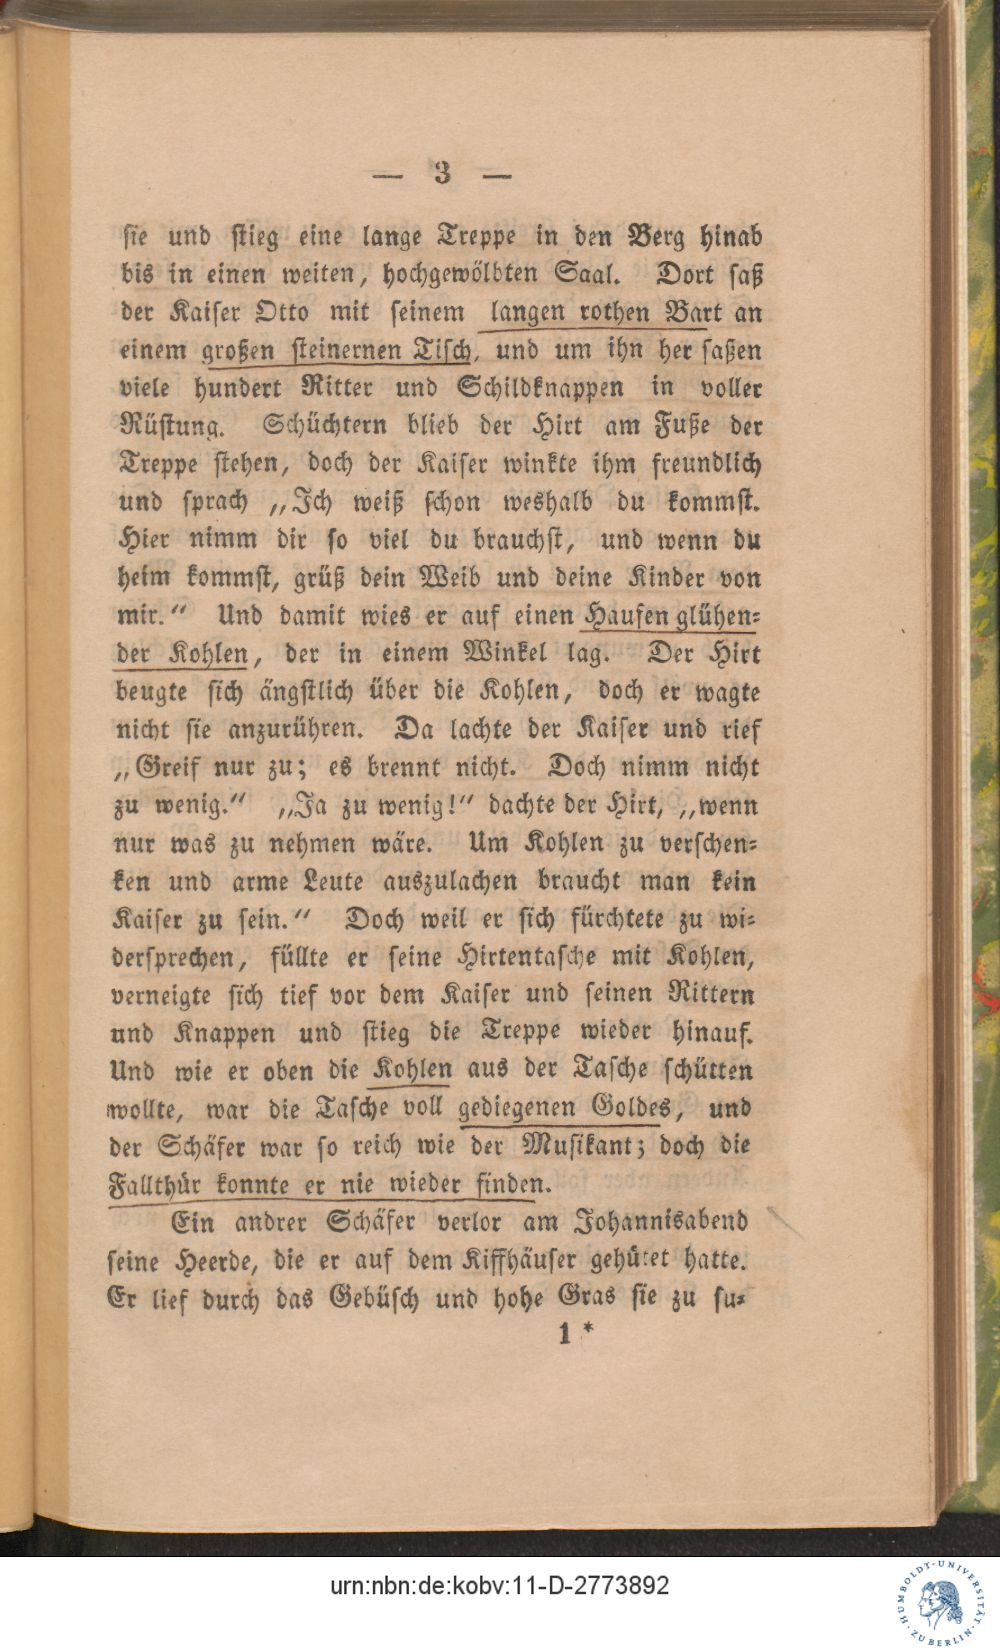 — 3 —
sie und stieg eine lange Treppe in den Berg hinab
bis in einen weiten, hochgewölbten Saal. Dort saß
der Kaiser Otto mit seinem langen rothen Bart an
einem großen steinernen Tisch, und um ihn her saßen
viele hundert Ritter und Schildknappen in voller
Rüstung. Schüchtern blieb der Hirt am Fuße der
Treppe stehen, doch der Kaiser winkte ihm freundlich
und sprach „Ich weiß schon weshalb du kommst.
Hier nimm dir so viel du brauchst, und wenn du
heim kommst, grüß dein Weib und deine Kinder von
mir.“ Und damit wies er auf einen Haufen glühen-
der Kohlen, der in einem Winkel lag. Der Hirt
beugte sich ängstlich über die Kohlen, doch er wagte
nicht sie anzurühren. Da lachte der Kaiser und rief
„Greif nur zu; es brennt nicht. Doch nimm nicht
zu wenig.“ „Ja zu wenig!“ dachte der Hirt, „wenn
nur was zu nehmen wäre. Um Kohlen zu verschen-
ken und arme Leute auszulachen braucht man kein
Kaiser zu sein.“ Doch weil er sich fürchtete zu wi-
dersprechen, füllte er seine Hirtentasche mit Kohlen,
verneigte sich tief vor dem Kaiser und seinen Rittern
und Knappen und stieg die Treppe wieder hinauf.
Und wie er oben die Kohlen aus der Tasche schütten
wollte, war die Tasche voll gediegenen Goldes, und
der Schäfer war so reich wie der Musikant; doch die
Fallthür konnte er nie wieder finden.
Ein andrer Schäfer verlor am Johannisabend
seine Heerde, die er auf dem Kiffhäuser gehütet hatte.
Er lief durch das Gebüsch und hohe Gras sie zu su-
1 *
urn:nbn:de:kobv:11-D-2773892
HUMBOLDT-UNIVERSITÄT
· ZU BERLIN ·